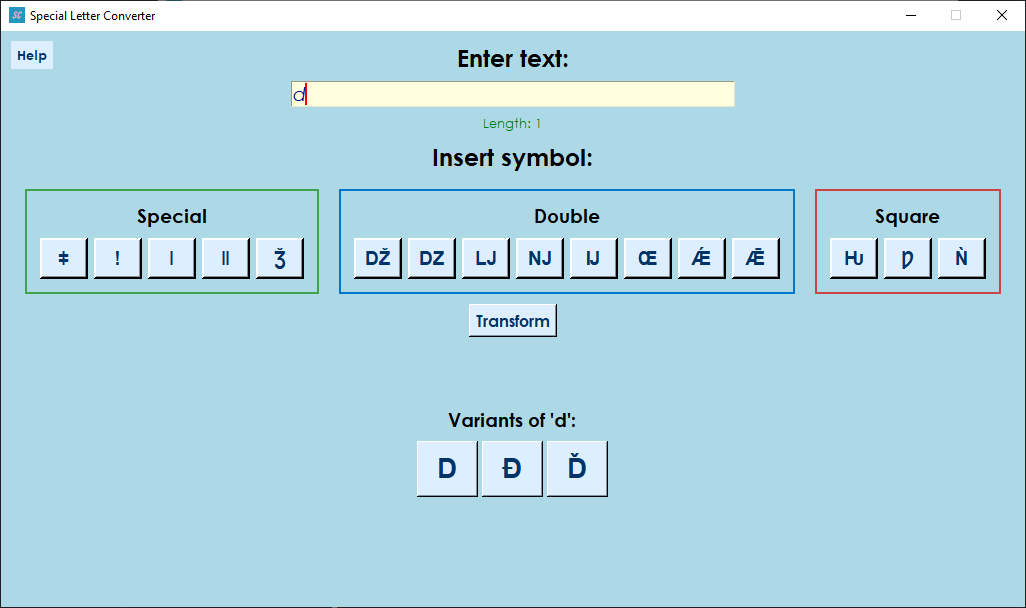 SC Special Letter Converter
Help
Enter text:
d
Length: 1
Insert symbol:
Special
ǂ ! ǀ ǁ Ǯ
Double
DŽ DZ LJ NJ IJ Œ Ǽ Ǣ
Square
Ƕ Ƿ Ǹ
Transform
Variants of 'd':
D Đ Ď